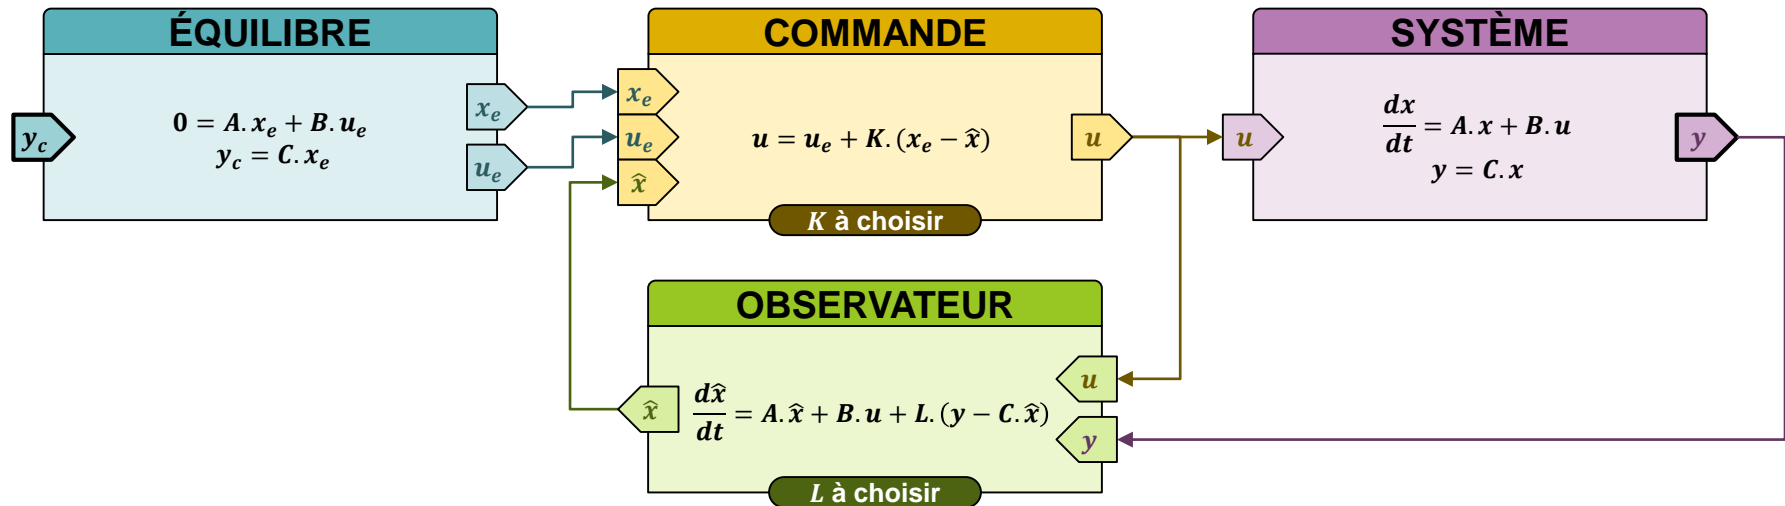 ÉQUILIBRE
y_c
0 = A. x_e + B. u_e
y_c = C. x_e
x_e
u_e
COMMANDE
x_e
u_e
x̂
u = u_e + K. (x_e − x̂)
u
K à choisir
SYSTÈME
u
dx/dt = A. x + B. u
y = C. x
y
OBSERVATEUR
x̂
dx̂/dt = A. x̂ + B. u + L. (y − C. x̂)
u
y
L à choisir